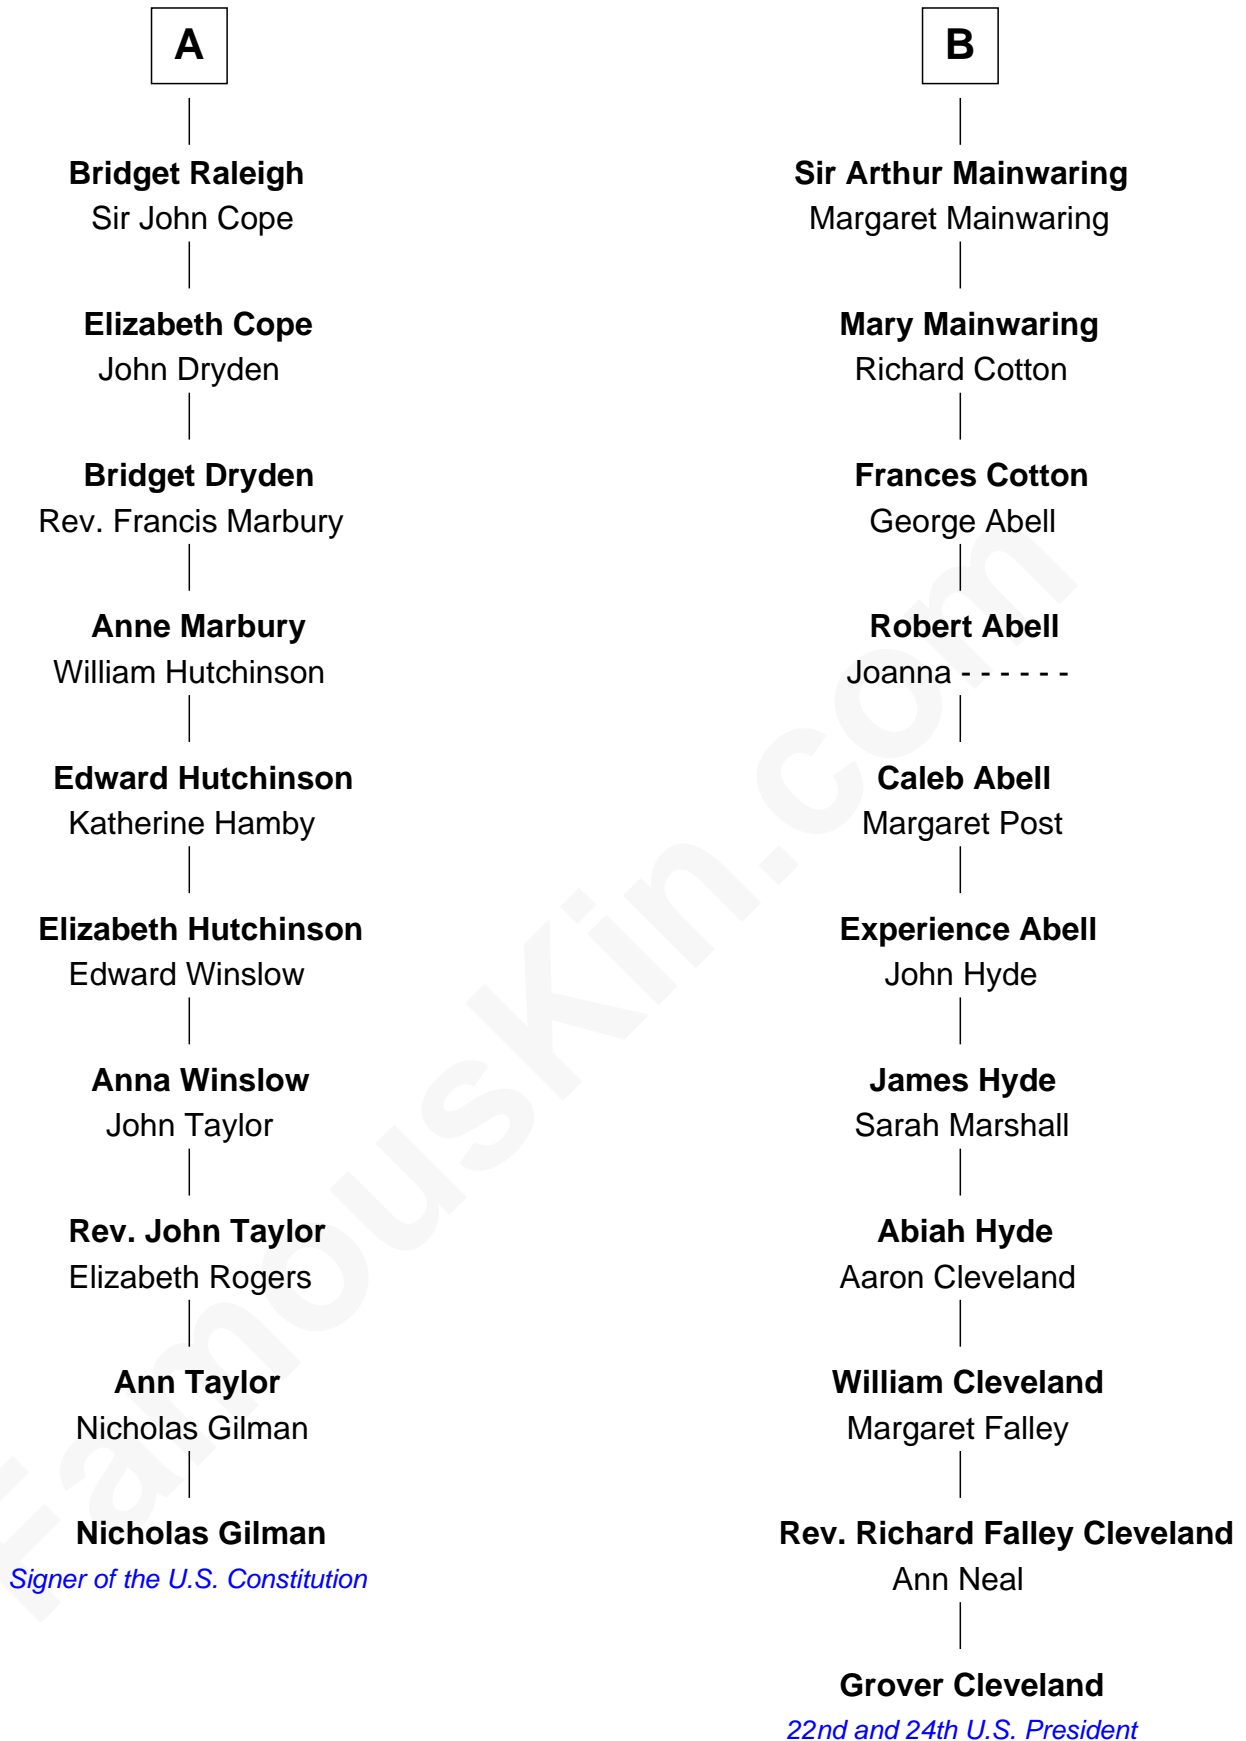 A
Bridget Raleigh
Sir John Cope
Elizabeth Cope
John Dryden
Bridget Dryden
Rev. Francis Marbury
Anne Marbury
William Hutchinson
Edward Hutchinson
Katherine Hamby
Elizabeth Hutchinson
Edward Winslow
Anna Winslow
John Taylor
Rev. John Taylor
Elizabeth Rogers
Ann Taylor
Nicholas Gilman
Nicholas Gilman
Signer of the U.S. Constitution
B
Sir Arthur Mainwaring
Margaret Mainwaring
Mary Mainwaring
Richard Cotton
Frances Cotton
George Abell
Robert Abell
Joanna - - - - - -
Caleb Abell
Margaret Post
Experience Abell
John Hyde
James Hyde
Sarah Marshall
Abiah Hyde
Aaron Cleveland
William Cleveland
Margaret Falley
Rev. Richard Falley Cleveland
Ann Neal
Grover Cleveland
22nd and 24th U.S. President
FamousKin.com